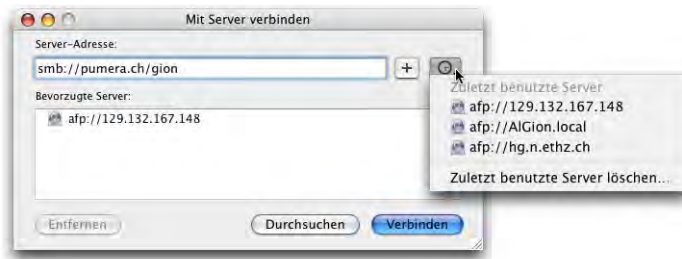 Mit Server verbinden
Server-Adresse:
smb://pumera.ch/gion
+
Bevorzugte Server:
afp://129.132.167.148
Zuletzt benutzte Server
afp://129.132.167.148
afp://AlGion.local
afp://hg.n.ethz.ch
Zuletzt benutzte Server löschen...
Entfernen
Durchsuchen
Verbinden